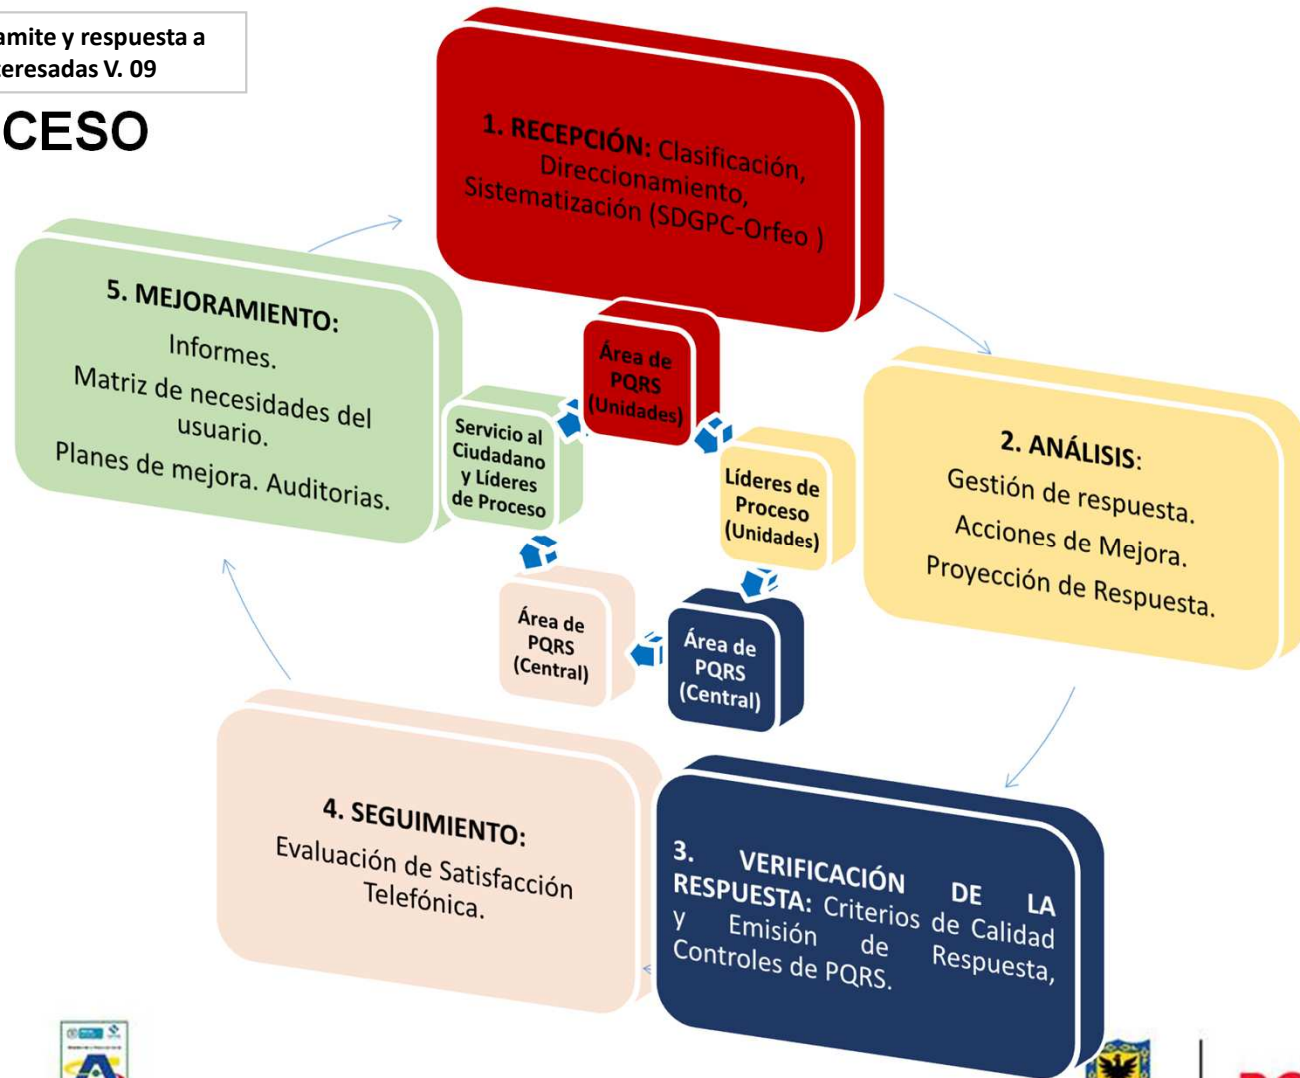 amite y respuesta a
teresadas V. 09
CESO
1. RECEPCIÓN: Clasificación,
Direccionamiento,
Sistematización (SDGPC-Orfeo )
5. MEJORAMIENTO:
Informes.
Matriz de necesidades del
usuario.
Planes de mejora. Auditorias.
Área de
PQRS
(Unidades)
Servicio al
Ciudadano
y Líderes
de Proceso
Líderes de
Proceso
(Unidades)
2. ANÁLISIS:
Gestión de respuesta.
Acciones de Mejora.
Proyección de Respuesta.
Área de
PQRS
(Central)
Área de
PQRS
(Central)
4. SEGUIMIENTO:
Evaluación de Satisfacción
Telefónica.
3. VERIFICACIÓN DE LA
RESPUESTA: Criterios de Calidad
y Emisión de Respuesta,
Controles de PQRS.